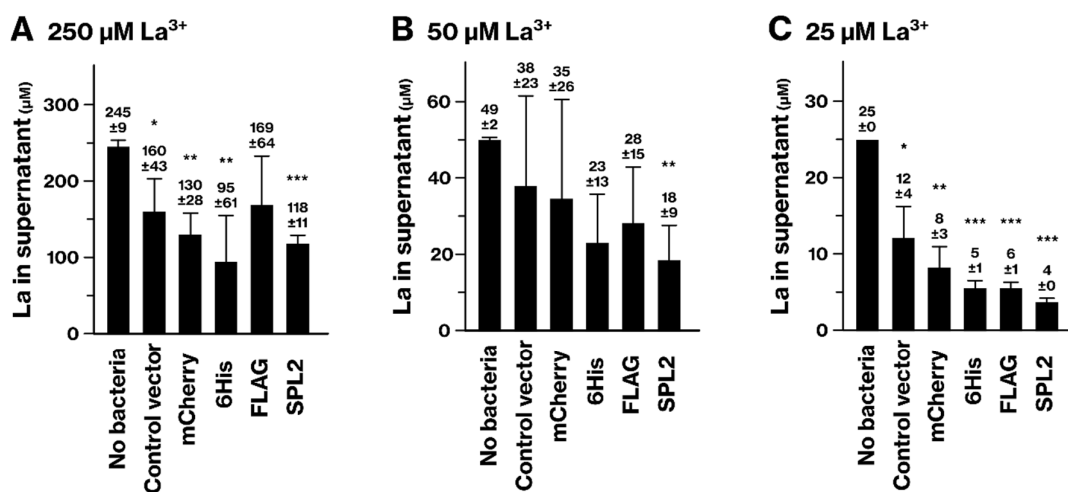 A 250 µM La³⁺
La in supernatant (µM)
300
200
100
0
245
±9
*
160
±43
**
130
±28
**
95
±61
169
±64
***
118
±11
No bacteria
Control vector
mCherry
6His
FLAG
SPL2
B 50 µM La³⁺
La in supernatant (µM)
60
40
20
0
49
±2
38
±23
35
±26
23
±13
28
±15
**
18
±9
No bacteria
Control vector
mCherry
6His
FLAG
SPL2
C 25 µM La³⁺
La in supernatant (µM)
30
20
10
0
25
±0
*
12
±4
**
8
±3
***
5
±1
***
6
±1
***
4
±0
No bacteria
Control vector
mCherry
6His
FLAG
SPL2